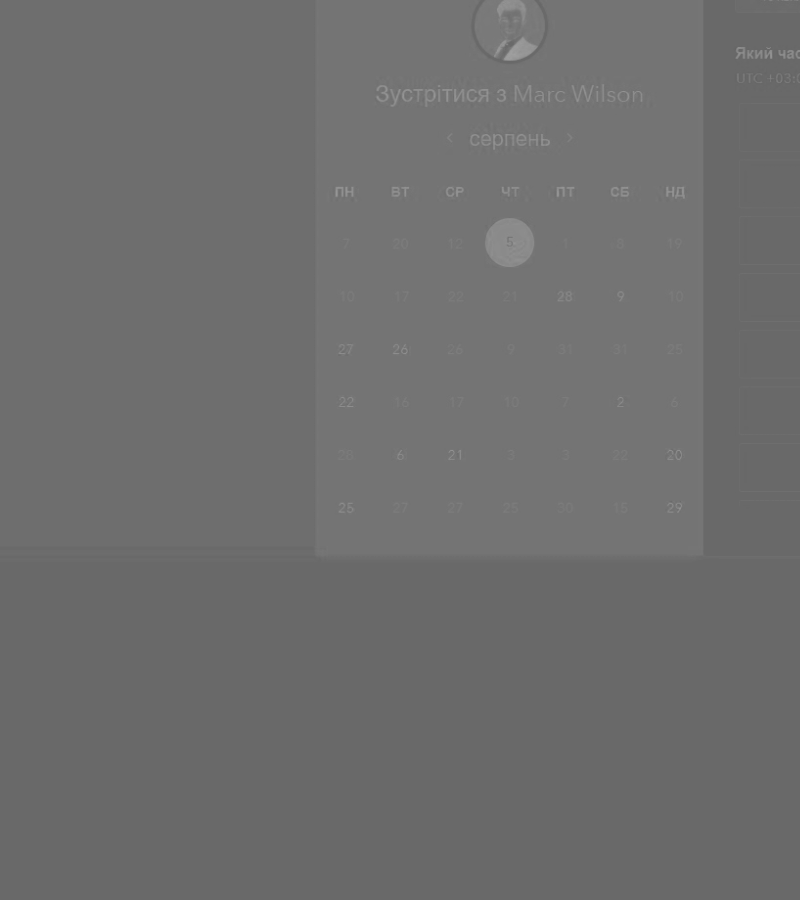 Зустрітися з Marc Wilson
‹ серпень ›
Який час
UTC +03:0
ПН ВТ СР ЧТ ПТ СБ НД
7 20 12 5 1 8 19
10 17 22 21 28 9 10
27 26 26 9 31 31 25
22 16 17 10 7 2 6
6 21 3 3 22 20
25 27 27 25 30 15 29